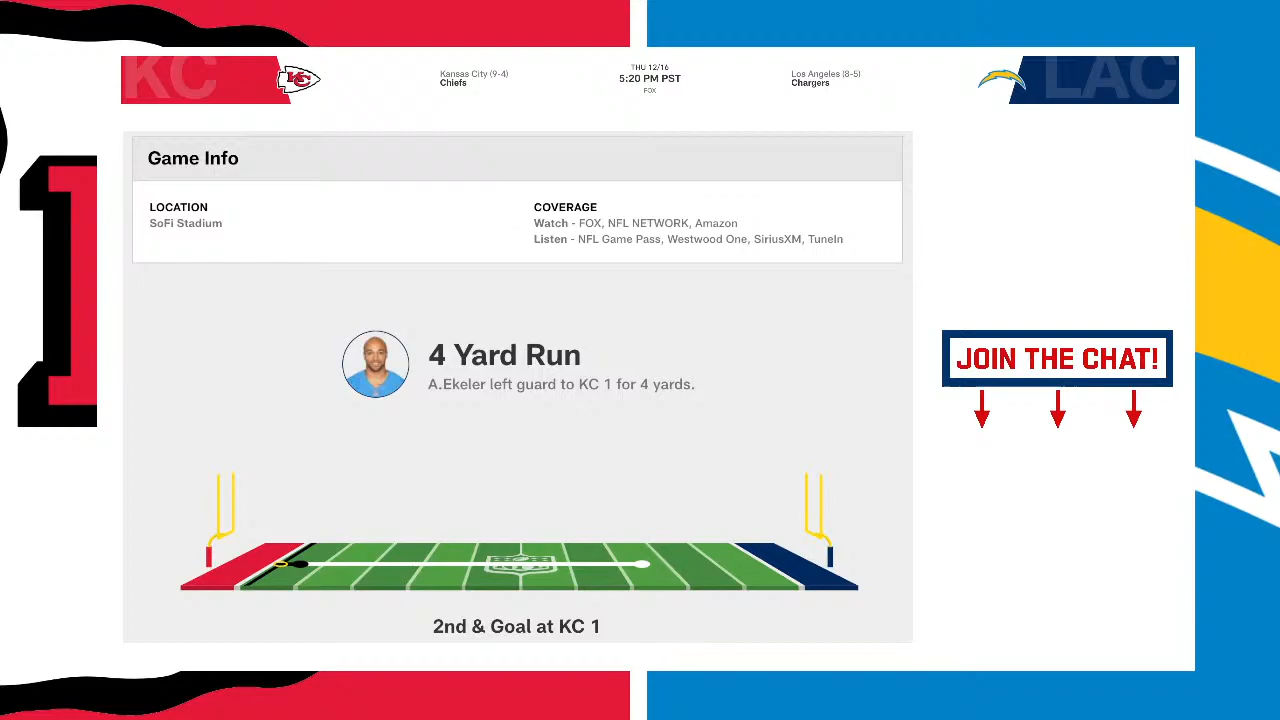 KC
KC
Kansas City (9-4)
Chiefs
THU 12/16
5:20 PM PST
FOX
Los Angeles (8-5)
Chargers
LAC
Game Info
LOCATION
SoFi Stadium
COVERAGE
Watch - FOX, NFL NETWORK, Amazon
Listen - NFL Game Pass, Westwood One, SiriusXM, TuneIn
4 Yard Run
A.Ekeler left guard to KC 1 for 4 yards.
JOIN THE CHAT!
NFL
2nd & Goal at KC 1